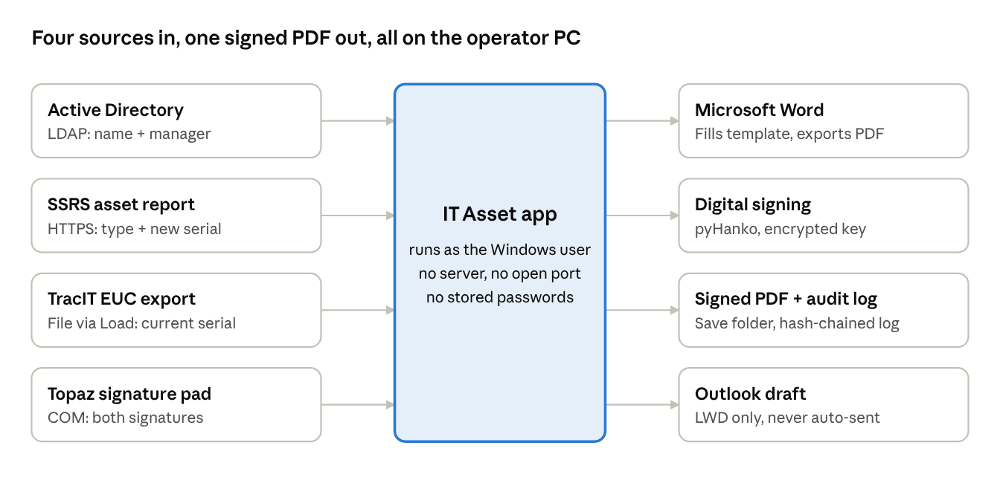 Four sources in, one signed PDF out, all on the operator PC
Active Directory
LDAP: name + manager
SSRS asset report
HTTPS: type + new serial
TracIT EUC export
File via Load: current serial
Topaz signature pad
COM: both signatures
IT Asset app
runs as the Windows user
no server, no open port
no stored passwords
Microsoft Word
Fills template, exports PDF
Digital signing
pyHanko, encrypted key
Signed PDF + audit log
Save folder, hash-chained log
Outlook draft
LWD only, never auto-sent